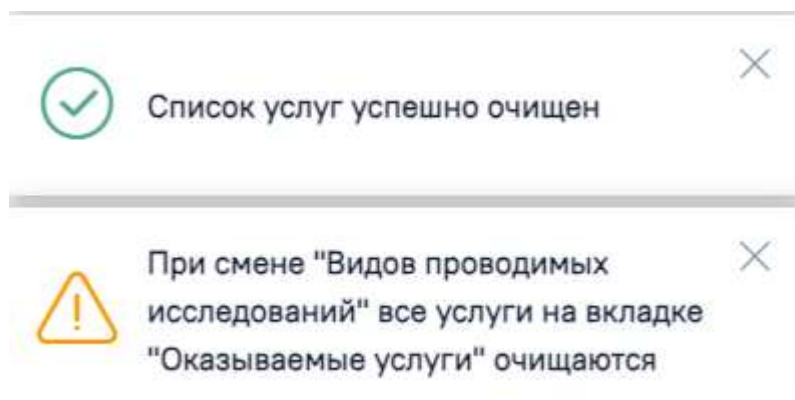 Список услуг успешно очищен
При смене "Видов проводимых
исследований" все услуги на вкладке
"Оказываемые услуги" очищаются